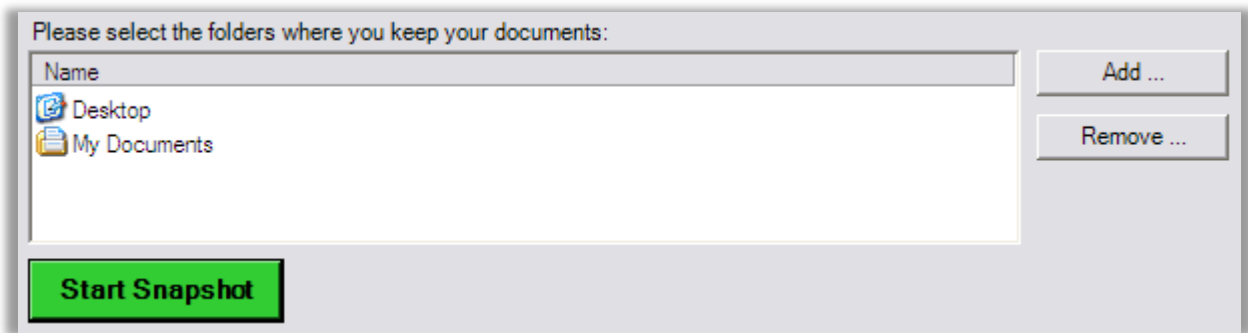 Please select the folders where you keep your documents:
Name
Add ...
Desktop
My Documents
Remove ...
Start Snapshot